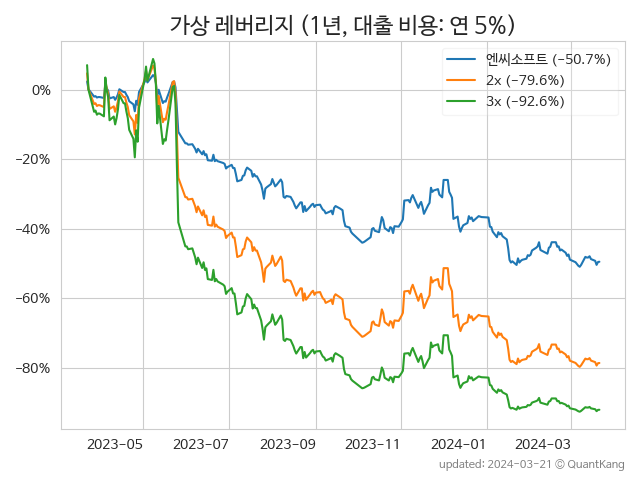 가상 레버리지 (1년, 대출 비용: 연 5%)
엔씨소프트 (−50.7%)
2x (−79.6%)
3x (−92.6%)
0%
−20%
−40%
−60%
−80%
2023-05 2023-07 2023-09 2023-11 2024-01 2024-03
updated: 2024-03-21 © QuantKang